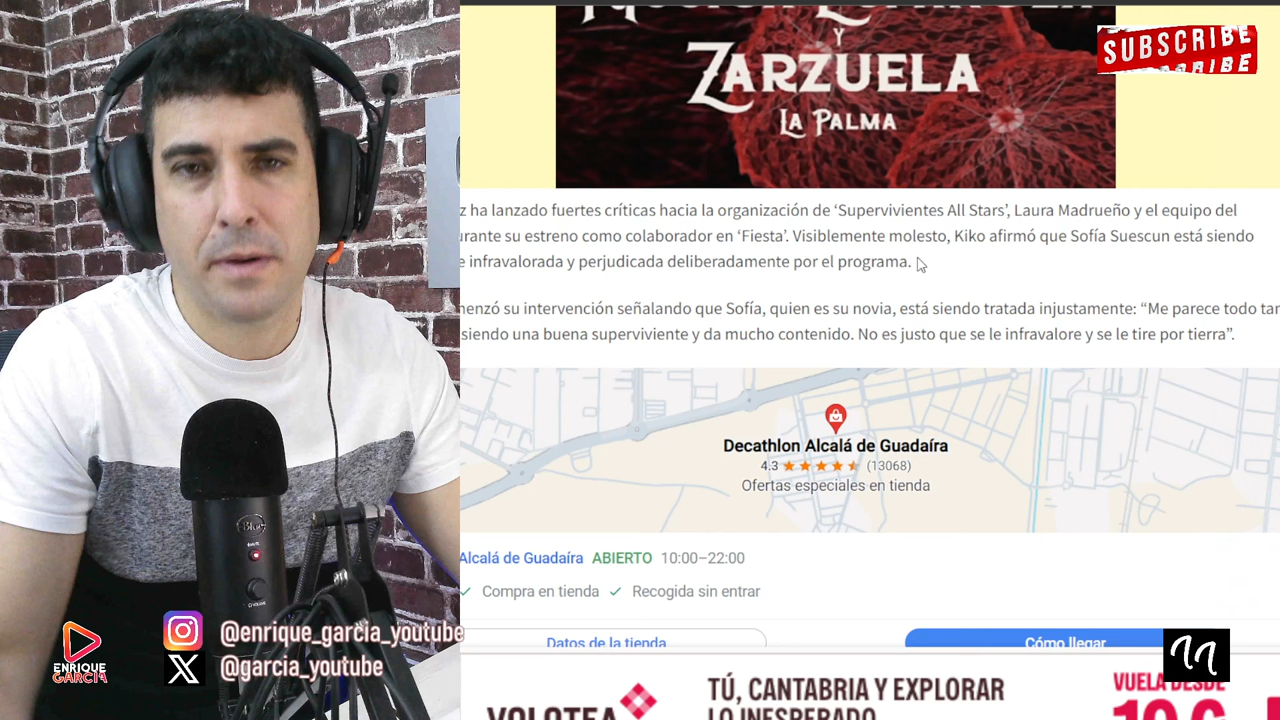 Y
ZARZUELA
LA PALMA
SUBSCRIBE
z ha lanzado fuertes críticas hacia la organización de ‘Supervivientes All Stars’, Laura Madrueño y el equipo del
urante su estreno como colaborador en ‘Fiesta’. Visiblemente molesto, Kiko afirmó que Sofía Suescun está siendo
e infravalorada y perjudicada deliberadamente por el programa.
menzó su intervención señalando que Sofía, quien es su novia, está siendo tratada injustamente: “Me parece todo tan
siendo una buena superviviente y da mucho contenido. No es justo que se le infravalore y se le tire por tierra”.
Decathlon Alcalá de Guadaíra
4.3 (13068)
Ofertas especiales en tienda
Alcalá de Guadaíra ABIERTO 10:00–22:00
Compra en tienda Recogida sin entrar
Datos de la tienda Cómo llegar
Blue
@enrique_garcia_youtube
@garcia_youtube
ENRIQUE
GARCIA
VOLOTEA
TÚ, CANTABRIA Y EXPLORAR
LO INESPERADO
VUELA DESDE